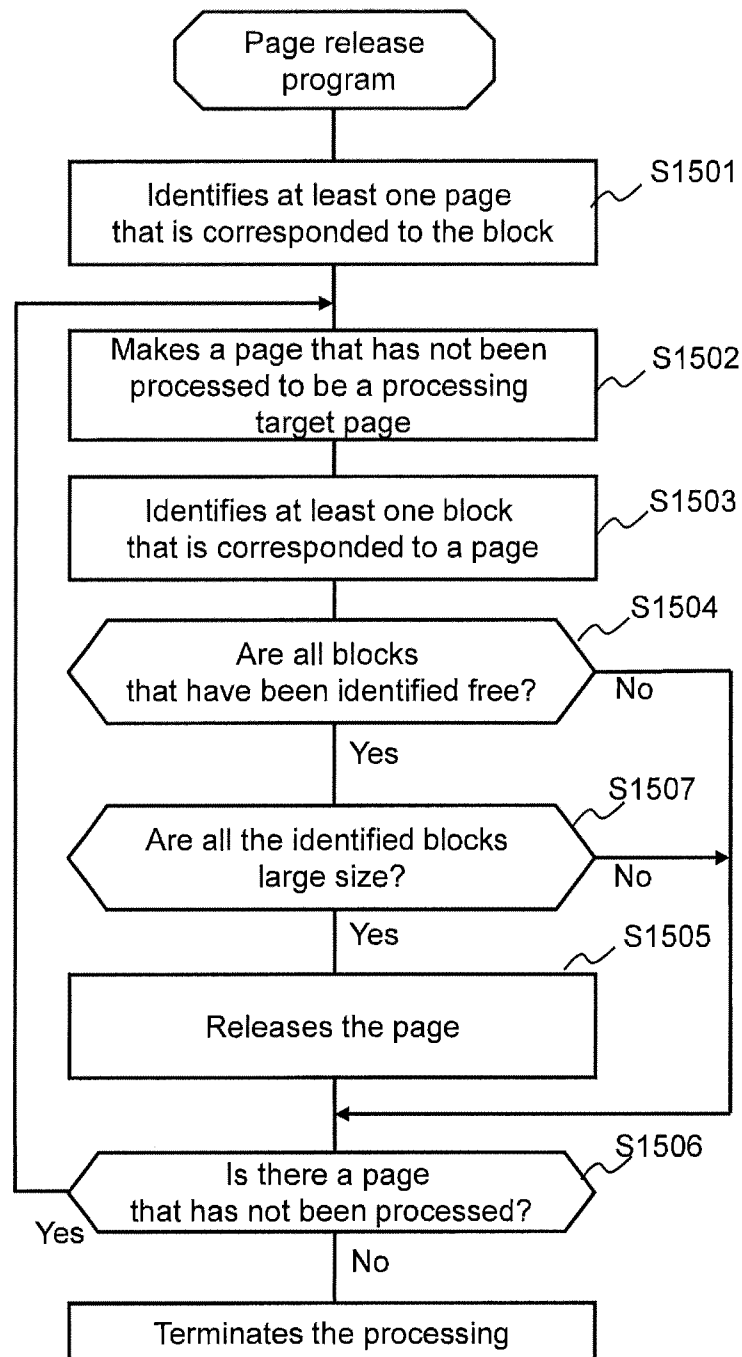 Page release
program
S1501
Identifies at least one page
that is corresponded to the block
S1502
Makes a page that has not been
processed to be a processing
target page
S1503
Identifies at least one block
that is corresponded to a page
S1504
Are all blocks
that have been identified free?
No
Yes
S1507
Are all the identified blocks
large size?
No
Yes
S1505
Releases the page
S1506
Is there a page
that has not been processed?
Yes
No
Terminates the processing